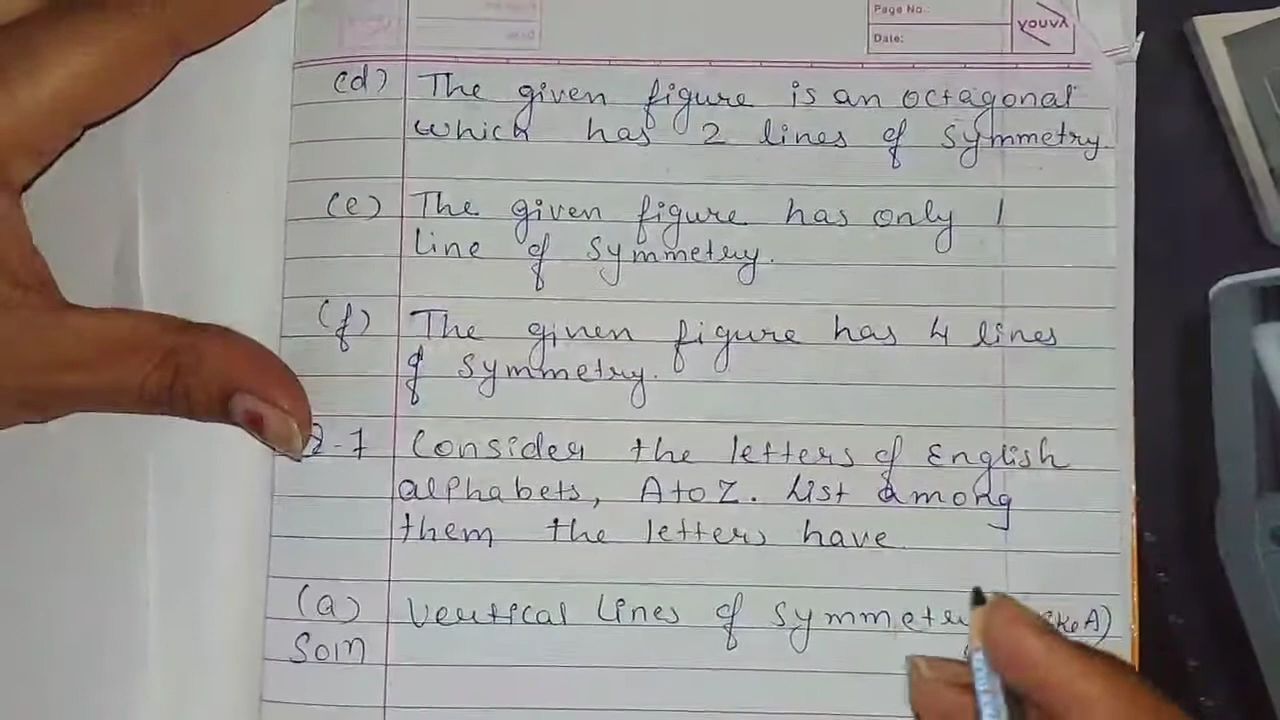 Page No.:
Date:
YOUVA
(d) The given figure is an octagonal
which has 2 lines of symmetry.
(e) The given figure has only 1
line of symmetry.
(f) The given figure has 4 lines
of symmetry.
Q-7 Consider the letters of English
alphabets, A to Z. List among
them the letters have
(a) Vertical lines of symmetry
A)
Soln